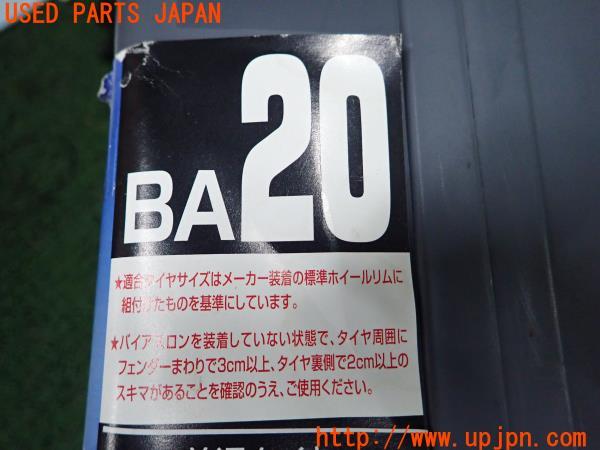 USED PARTS JAPAN
BA20
★適合タイヤサイズはメーカー装着の標準ホイールリムに
組付けたものを基準にしています。
★バイアスロンを装着していない状態で、タイヤ周囲に
フェンダーまわりで3cm以上、タイヤ裏側で2cm以上の
スキマがあることを確認のうえ、ご使用ください。
http://www.upjpn.com